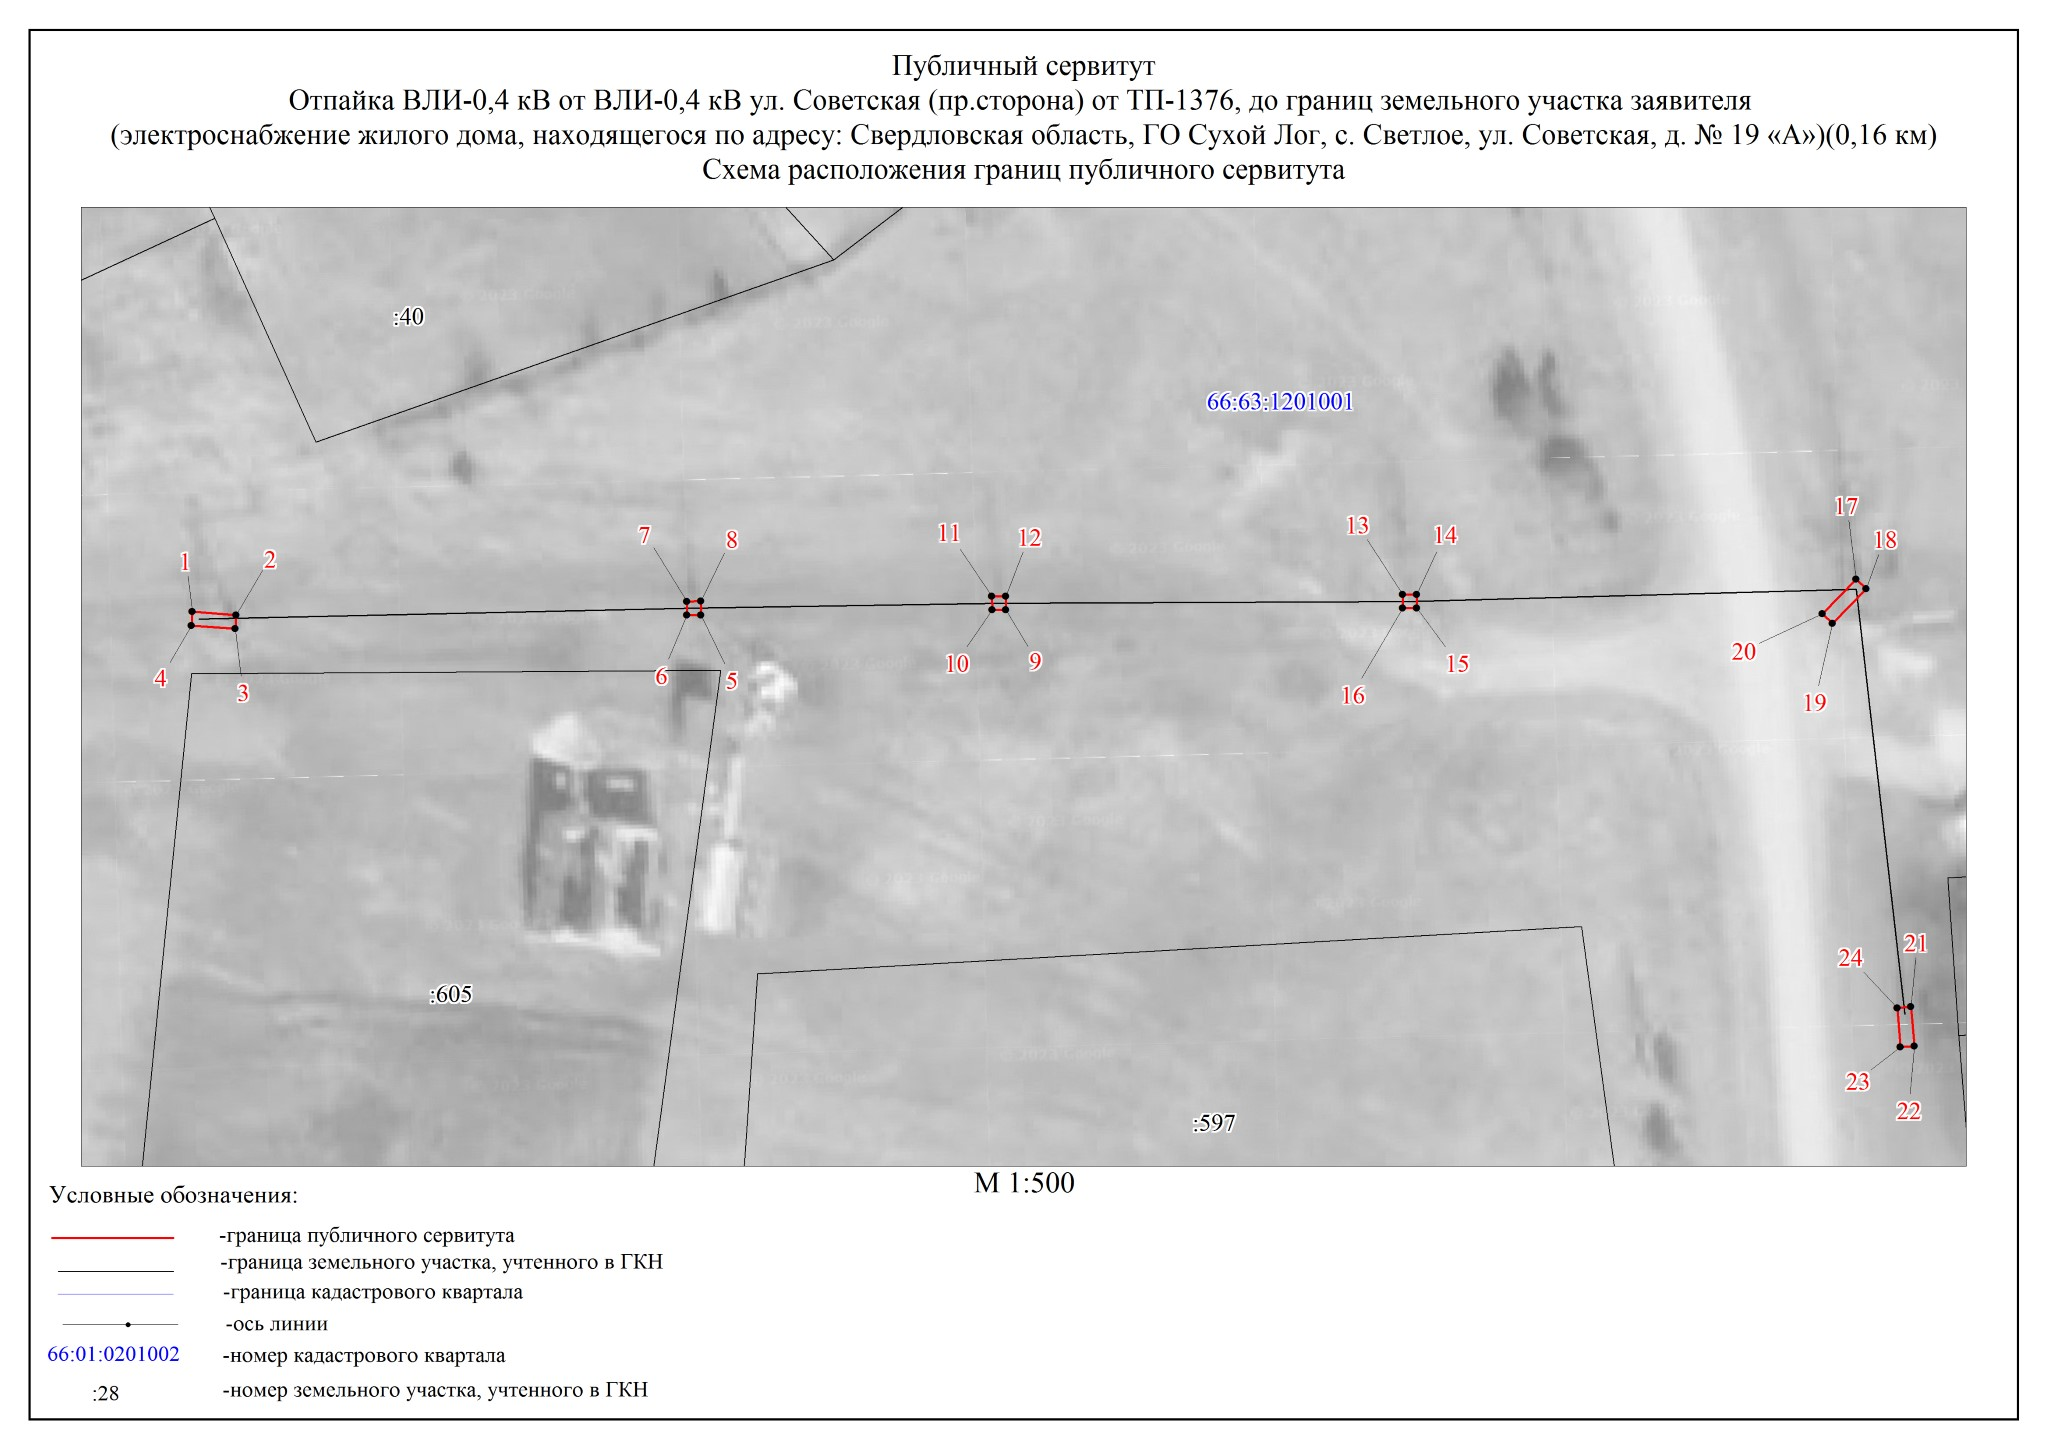 Публичный сервитут
Отпайка ВЛИ-0,4 кВ от ВЛИ-0,4 кВ ул. Советская (пр.сторона) от ТП-1376, до границ земельного участка заявителя
(электроснабжение жилого дома, находящегося по адресу: Свердловская область, ГО Сухой Лог, с. Светлое, ул. Советская, д. № 19 «А»)(0,16 км)
Схема расположения границ публичного сервитута
:40
66:63:1201001
1
2
3
4
7
8
6
5
11
12
10
9
13
14
16
15
17
18
20
19
24
21
23
22
:605
:597
М 1:500
Условные обозначения:
-граница публичного сервитута
-граница земельного участка, учтенного в ГКН
-граница кадастрового квартала
-ось линии
66:01:0201002 -номер кадастрового квартала
:28 -номер земельного участка, учтенного в ГКН